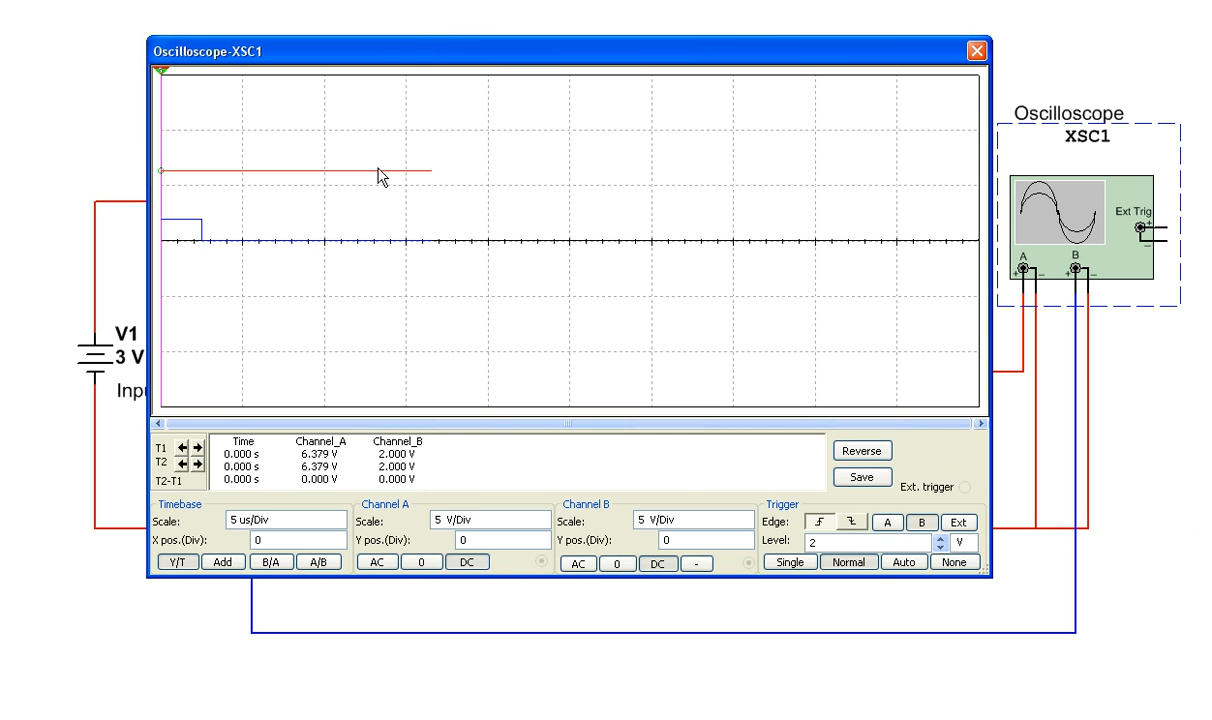 Oscilloscope-XSC1
Oscilloscope
XSC1
Ext Trig
+
−
A
B
+ −
+ −
V1
3 V
Inpu
Time Channel_A Channel_B
T1 0.000 s 6.379 V 2.000 V
T2 0.000 s 6.379 V 2.000 V
T2-T1 0.000 s 0.000 V 0.000 V
Reverse
Save
Ext. trigger
Timebase
Scale: 5 us/Div
X pos.(Div): 0
Y/T Add B/A A/B
Channel A
Scale: 5 V/Div
Y pos.(Div): 0
AC 0 DC
Channel B
Scale: 5 V/Div
Y pos.(Div): 0
AC 0 DC -
Trigger
Edge: A B Ext
Level: 2 V
Single Normal Auto None